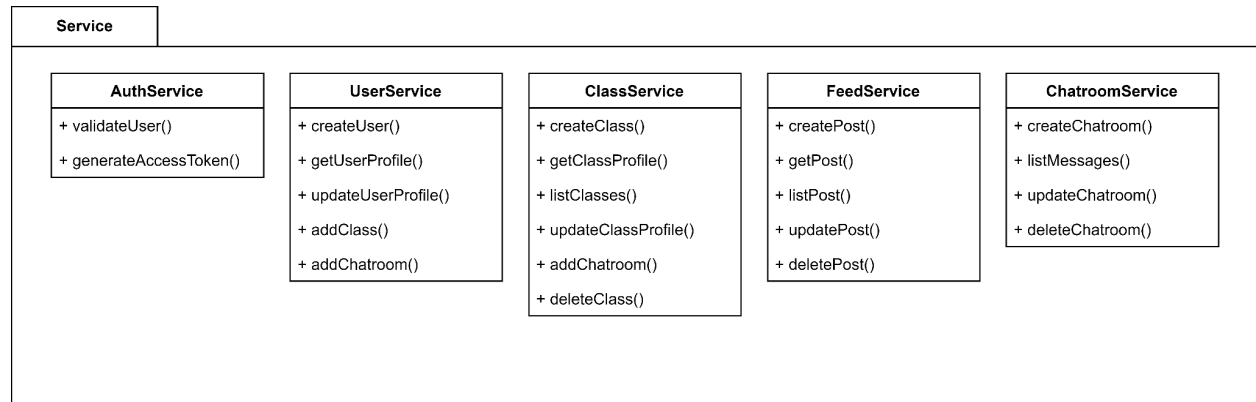 Service
AuthService
+ validateUser()
+ generateAccessToken()
UserService
+ createUser()
+ getUserProfile()
+ updateUserProfile()
+ addClass()
+ addChatroom()
ClassService
+ createClass()
+ getClassProfile()
+ listClasses()
+ updateClassProfile()
+ addChatroom()
+ deleteClass()
FeedService
+ createPost()
+ getPost()
+ listPost()
+ updatePost()
+ deletePost()
ChatroomService
+ createChatroom()
+ listMessages()
+ updateChatroom()
+ deleteChatroom()